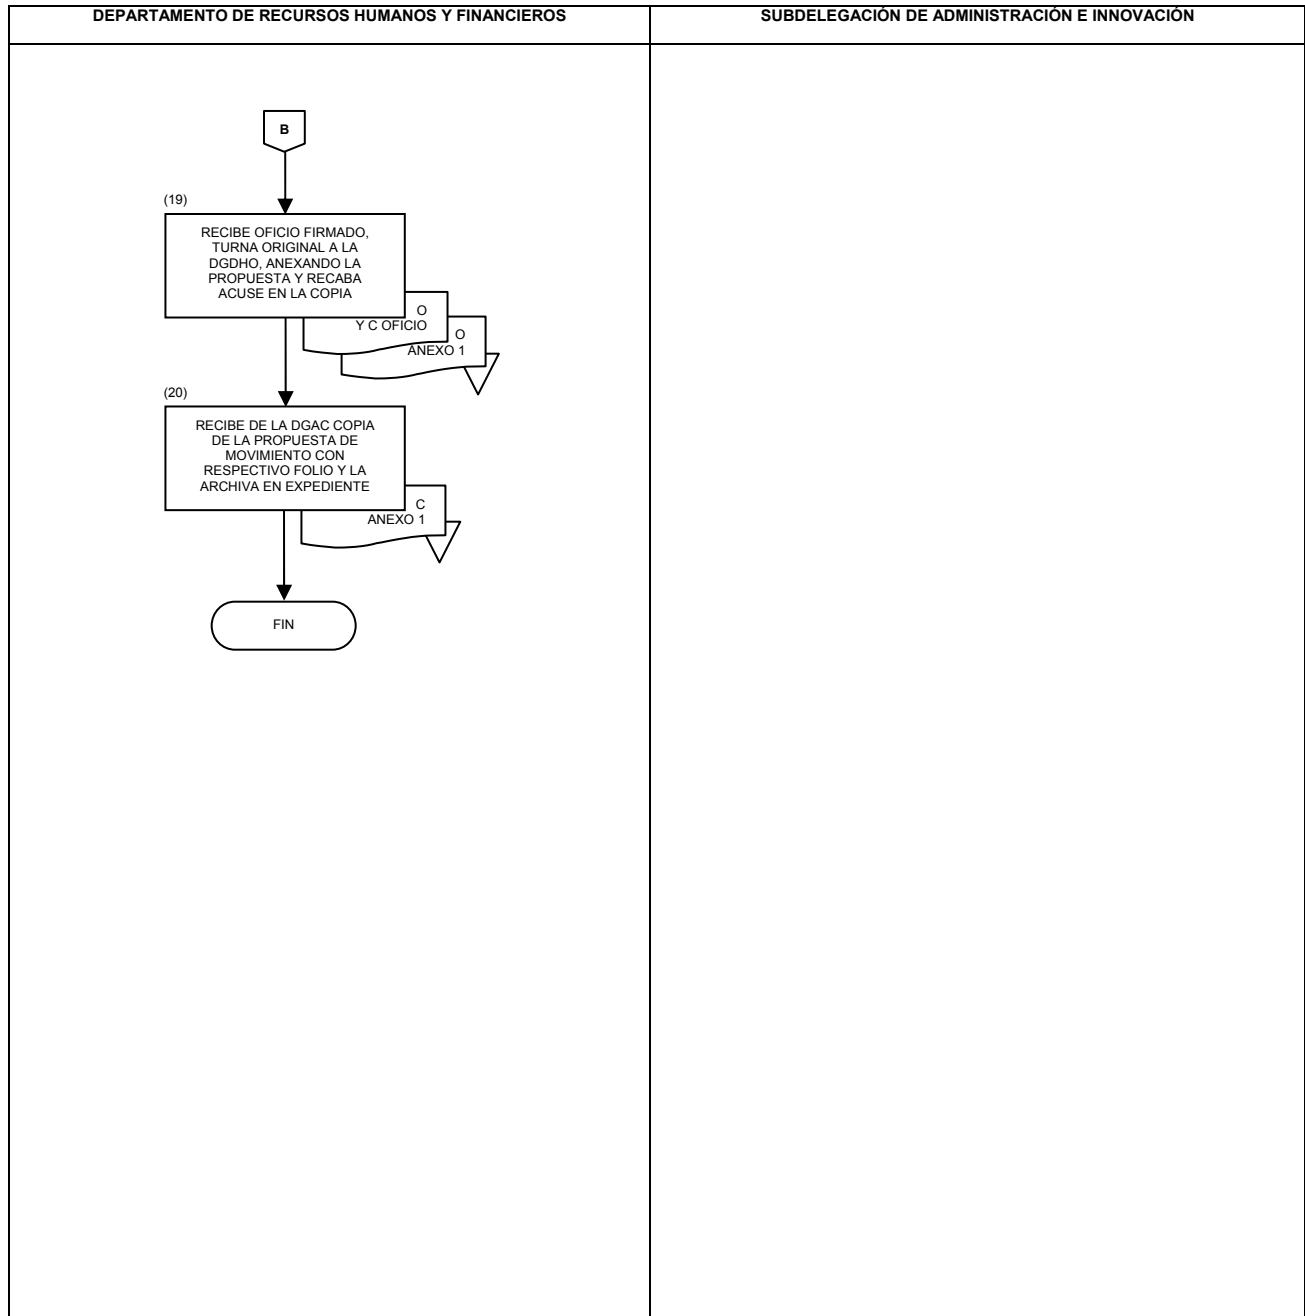 DEPARTAMENTO DE RECURSOS HUMANOS Y FINANCIEROS
SUBDELEGACIÓN DE ADMINISTRACIÓN E INNOVACIÓN
B
(19)
RECIBE OFICIO FIRMADO,
TURNA ORIGINAL A LA
DGDHO, ANEXANDO LA
PROPUESTA Y RECABA
ACUSE EN LA COPIA
O
Y C OFICIO
O
ANEXO 1
(20)
RECIBE DE LA DGAC COPIA
DE LA PROPUESTA DE
MOVIMIENTO CON
RESPECTIVO FOLIO Y LA
ARCHIVA EN EXPEDIENTE
C
ANEXO 1
FIN